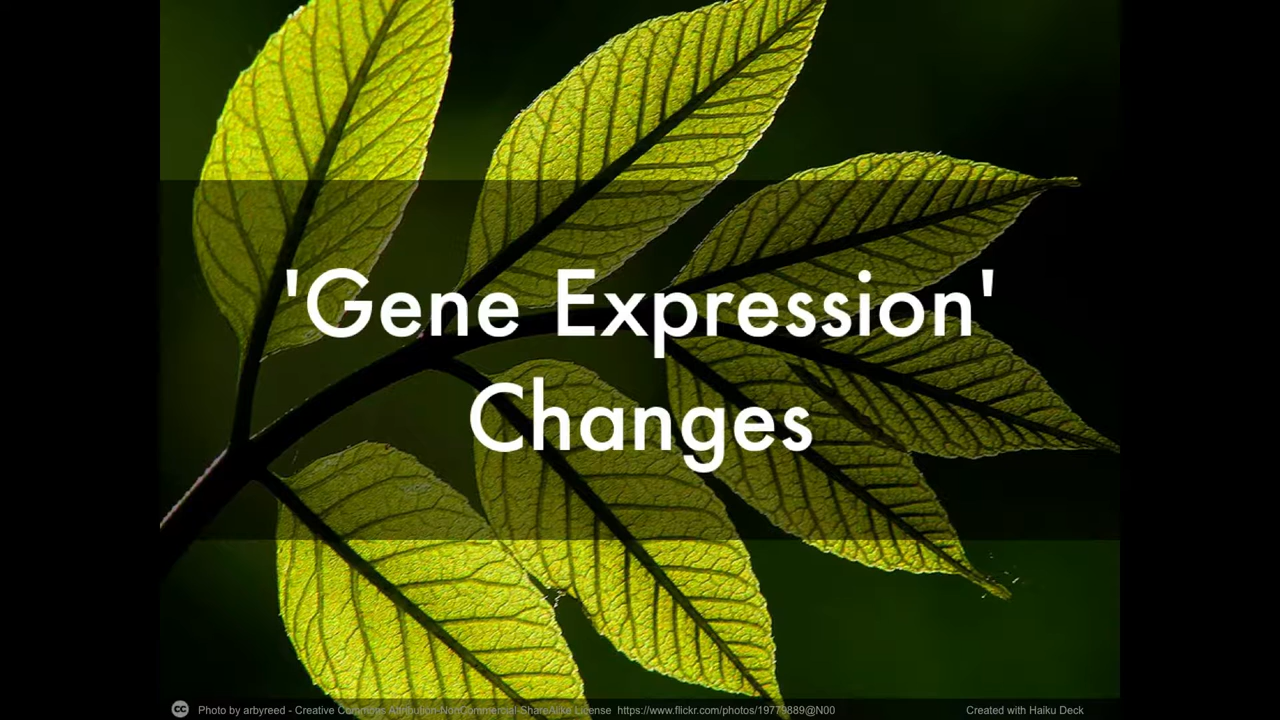 'Gene Expression'
Changes
cc Photo by arbyreed - Creative Commons Attribution-NonCommercial-ShareAlike License https://www.flickr.com/photos/19779889@N00 Created with Haiku Deck